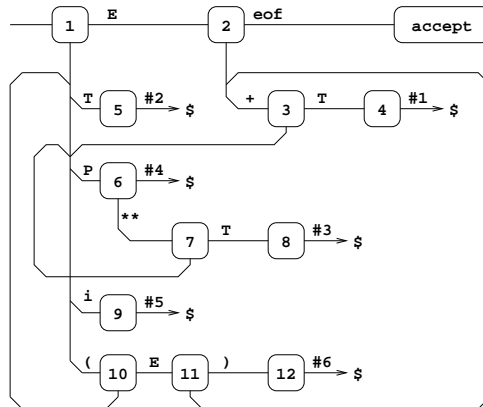 E eof
1 2 accept
T #2 + T #1
5 $ 3 4 $
P #4
6 $
** T #3
7 8 $
i #5
9 $
( E ) #6
10 11 12 $